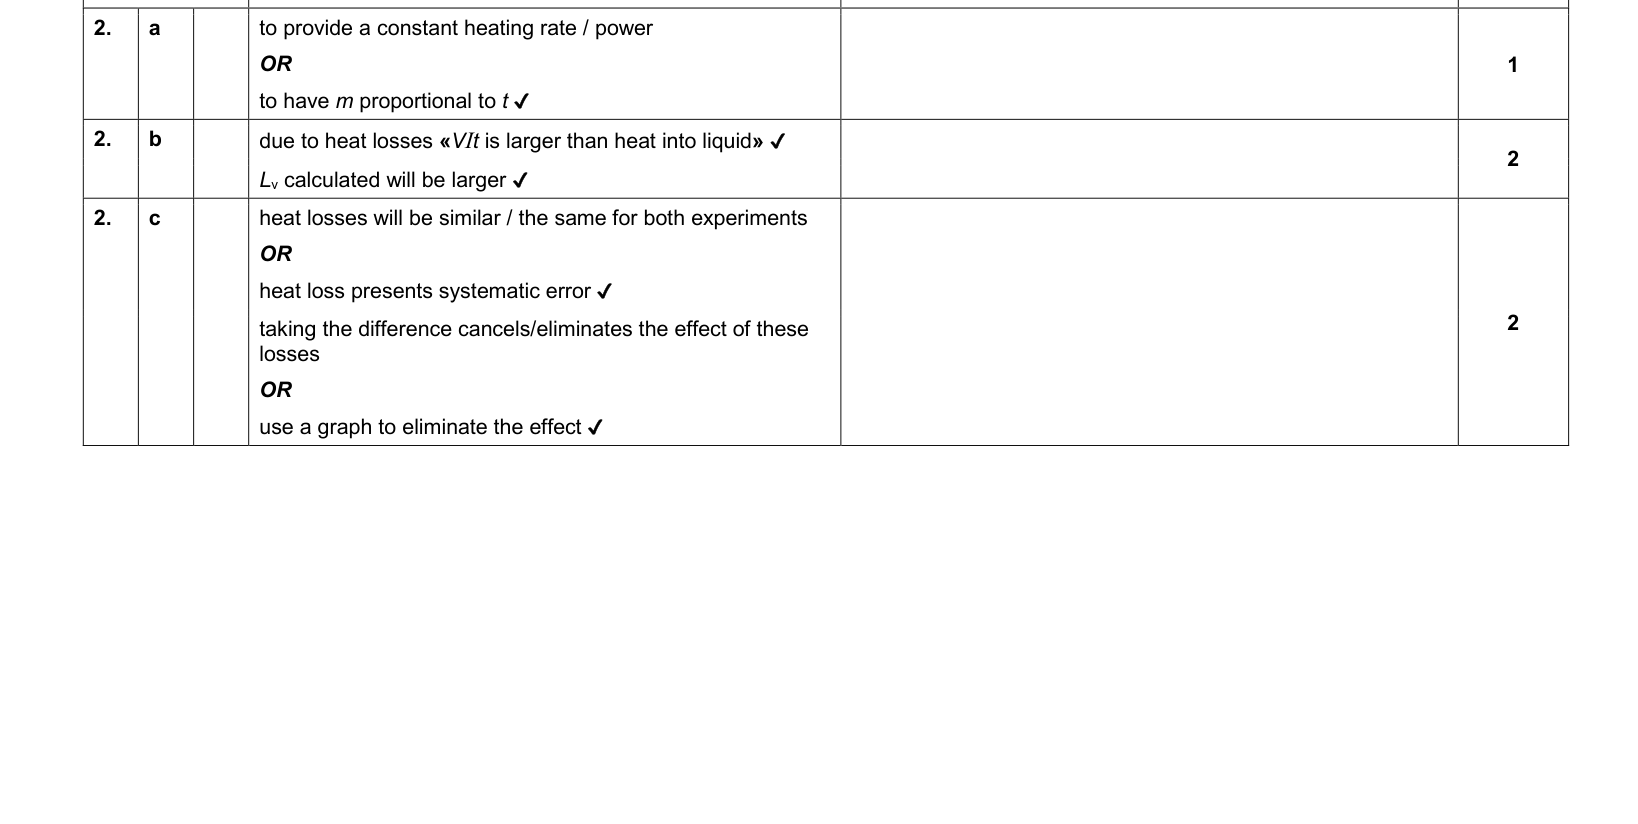 2. a to provide a constant heating rate / power
OR
1
to have m proportional to t ✓
2. b due to heat losses «VIt is larger than heat into liquid» ✓
2
Lv calculated will be larger ✓
2. c heat losses will be similar / the same for both experiments
OR
heat loss presents systematic error ✓
2
taking the difference cancels/eliminates the effect of these
losses
OR
use a graph to eliminate the effect ✓